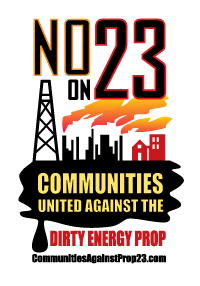 NO ON 23
COMMUNITIES
UNITED AGAINST THE
DIRTY ENERGY PROP
CommunitiesAgainstProp23.com